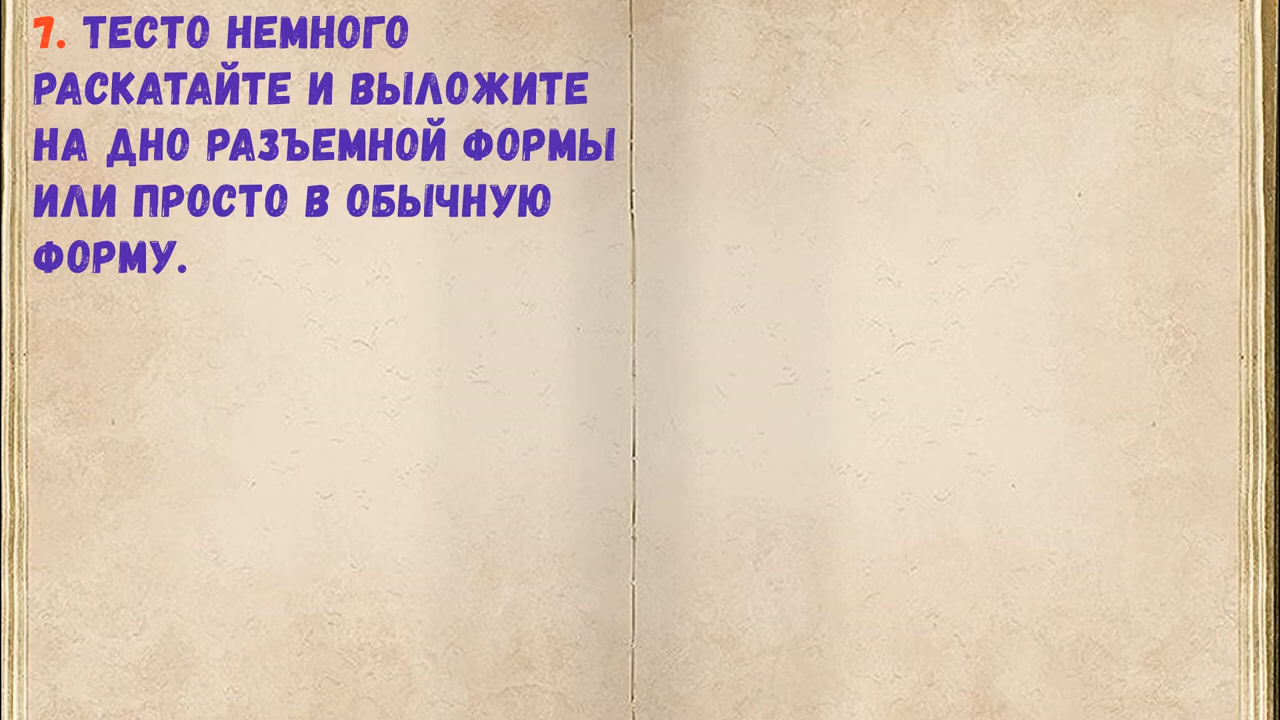 7. ТЕСТО НЕМНОГО
РАСКАТАЙТЕ И ВЫЛОЖИТЕ
НА ДНО РАЗЪЕМНОЙ ФОРМЫ
ИЛИ ПРОСТО В ОБЫЧНУЮ
ФОРМУ.